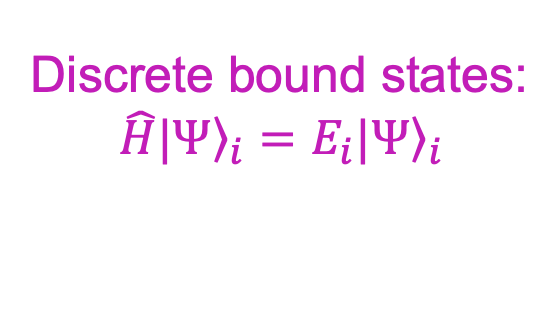 Discrete bound states:
Ĥ|Ψ⟩ᵢ = Eᵢ|Ψ⟩ᵢ